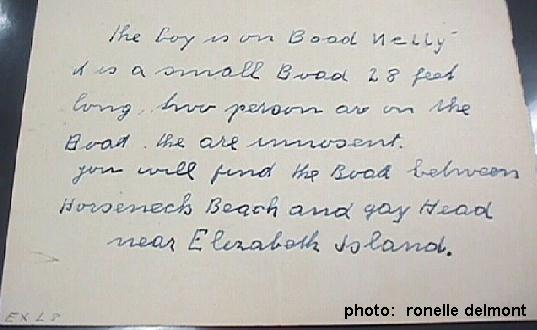 the boy is on Boad Nelly
it is a small Boad 28 feet
long, two person are on the
Boad. the are innosent.
you will find the Boad between
Horseneck Beach and gay Head
near Elizabeth Island.
EX L8
photo: ronelle delmont